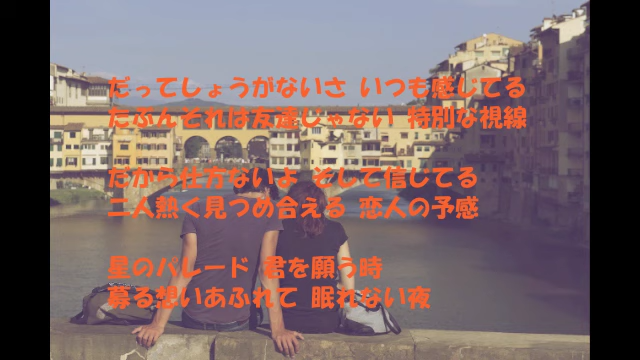 だってしょうがないさ いつも感じてる
たぶんそれは友達じゃない 特別な視線
だから仕方ないよ そして信じてる
二人熱く見つめ合える 恋人の予感
星のパレード 君を願う時
募る想いあふれて 眠れない夜